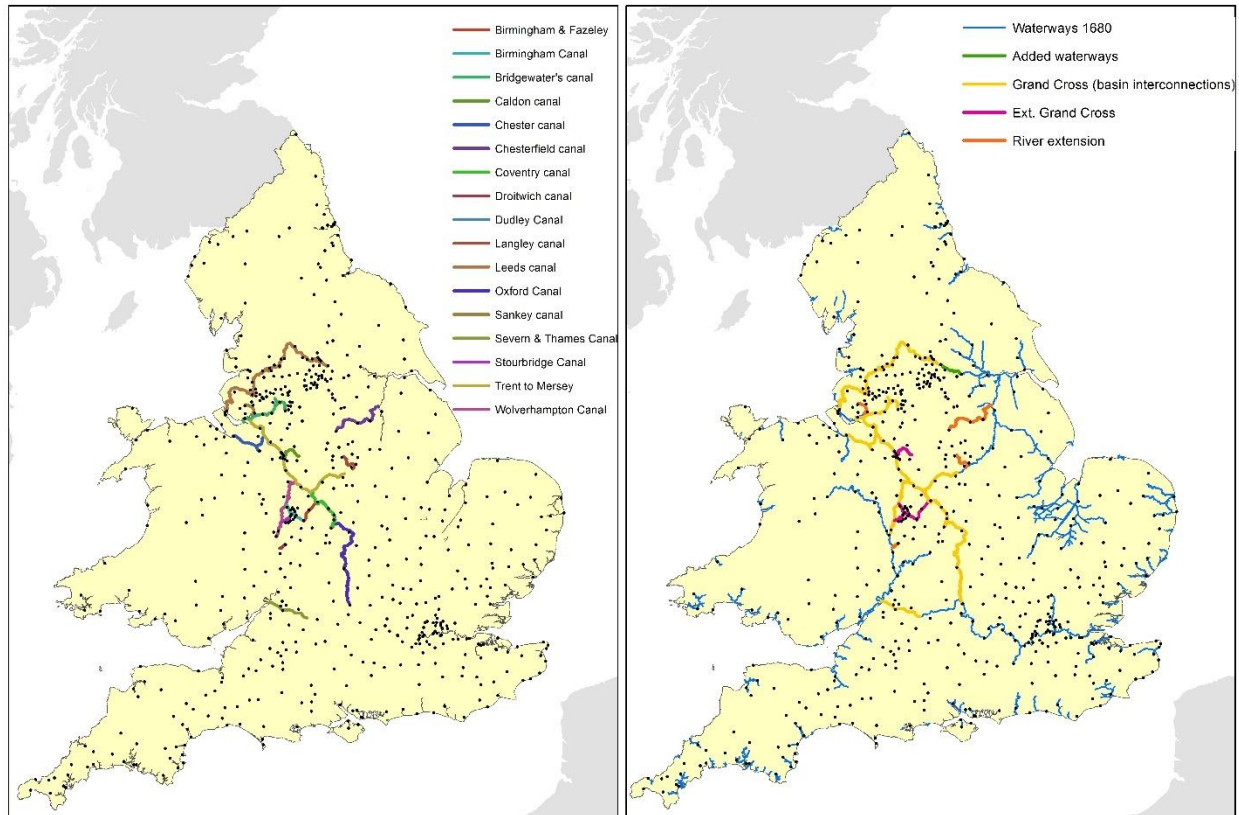 Birmingham & Fazeley
Birmingham Canal
Bridgewater's canal
Caldon canal
Chester canal
Chesterfield canal
Coventry canal
Droitwich canal
Dudley Canal
Langley canal
Leeds canal
Oxford Canal
Sankey canal
Severn & Thames Canal
Stourbridge Canal
Trent to Mersey
Wolverhampton Canal
Waterways 1680
Added waterways
Grand Cross (basin interconnections)
Ext. Grand Cross
River extension